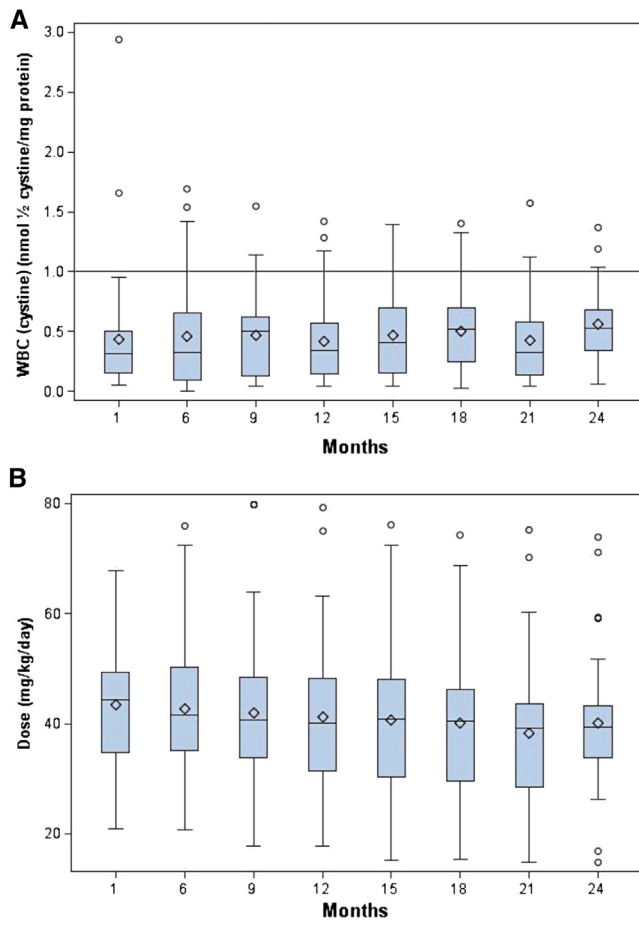 A
WBC (cystine) (nmol ½ cystine/mg protein)
3.0
2.5
2.0
1.5
1.0
0.5
0.0
1 6 9 12 15 18 21 24
Months
B
Dose (mg/kg/day)
80
60
40
20
1 6 9 12 15 18 21 24
Months